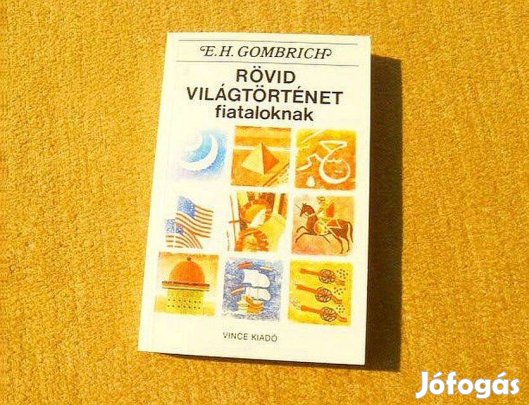 E.H. GOMBRICH
RÖVID
VILÁGTÖRTÉNET
fiataloknak
VINCE KIADÓ
Jófogás